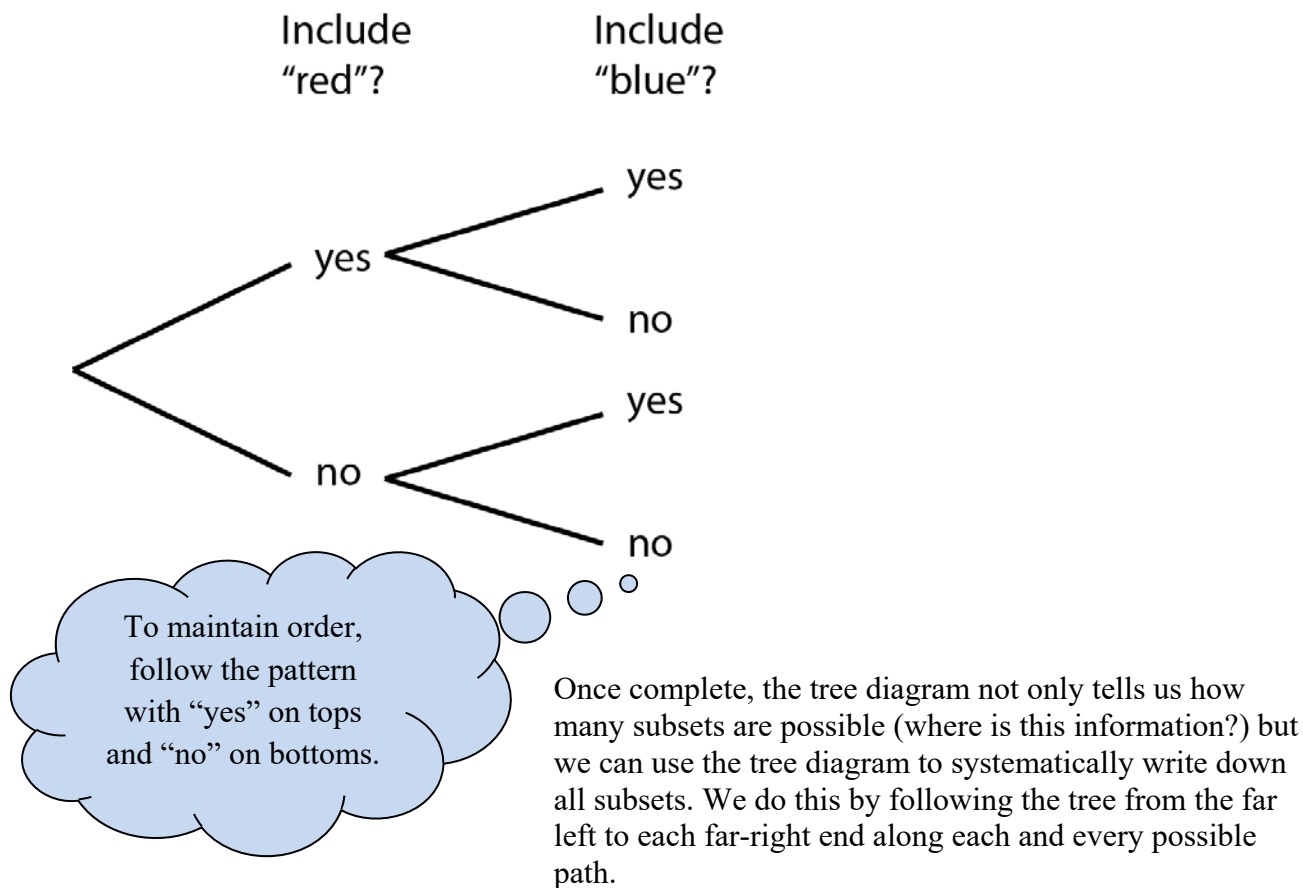 Include Include
"red"? "blue"?
yes
yes
no
yes
no
no
To maintain order,
follow the pattern
with “yes” on tops
and “no” on bottoms.
Once complete, the tree diagram not only tells us how
many subsets are possible (where is this information?) but
we can use the tree diagram to systematically write down
all subsets. We do this by following the tree from the far
left to each far-right end along each and every possible
path.